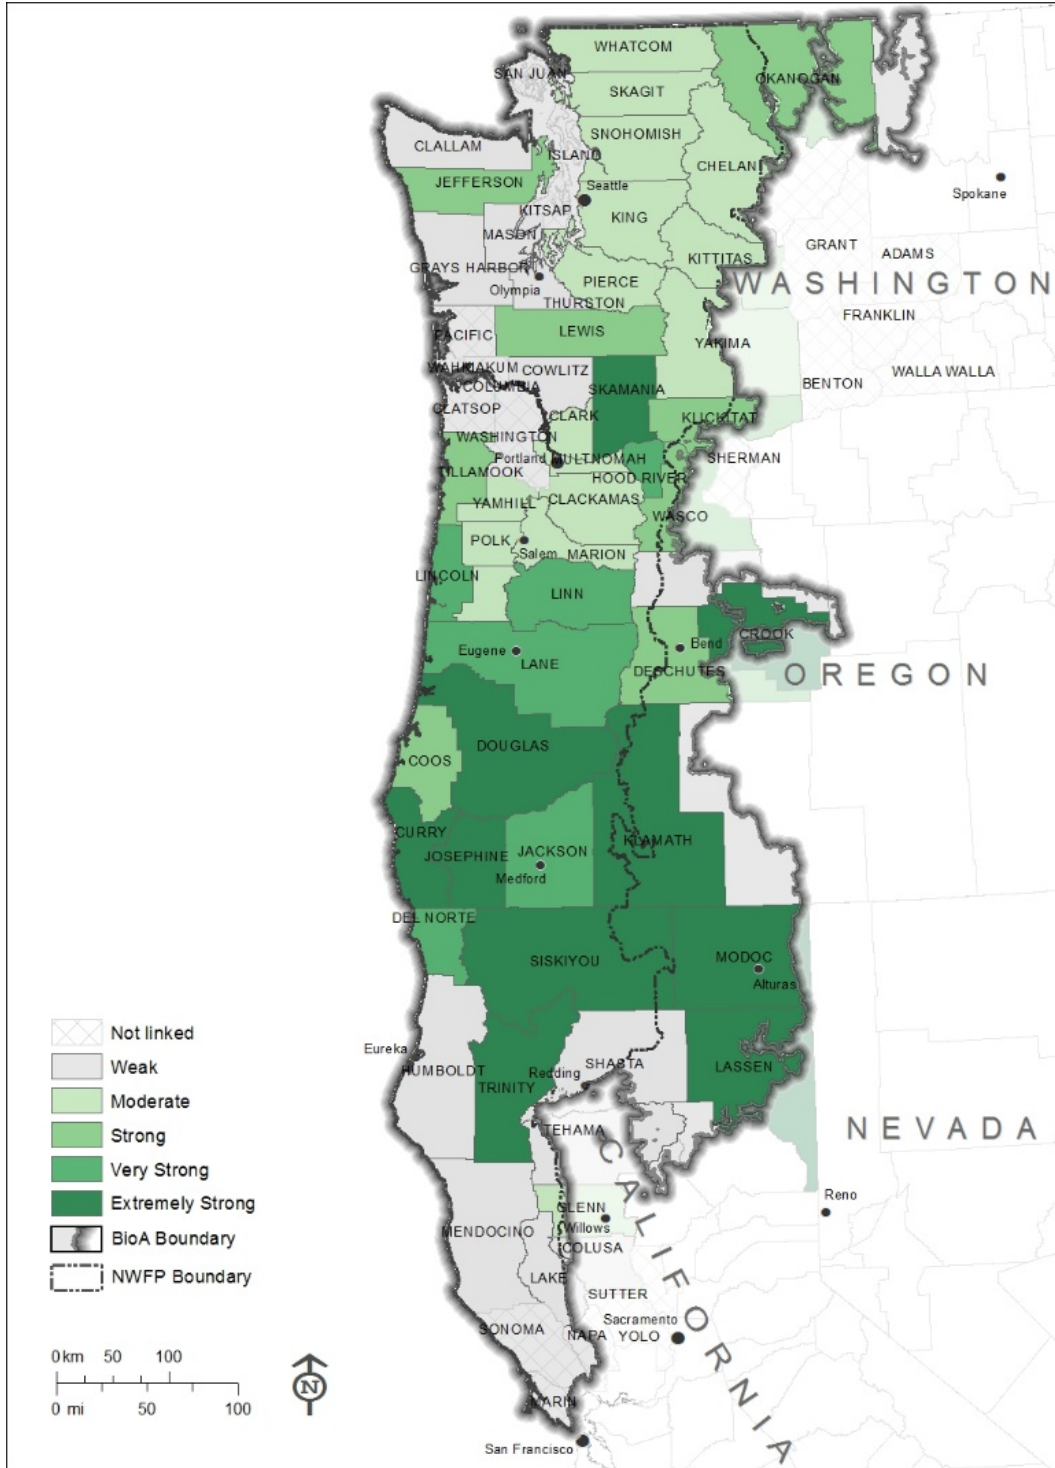 WHATCOM
SAN JUAN
OKANOGAN
SKAGIT
SNOHOMISH
CLALLAM
ISLAND
CHELAN
JEFFERSON
Seattle
Spokane
KITSAP
KING
MASON
GRANT
ADAMS
KITTITAS
GRAYS HARBOR
PIERCE
WASHINGTON
Olympia
THURSTON
FRANKLIN
LEWIS
PACIFIC
YAKIMA
WAHKIAKUM
COWLITZ
WALLA WALLA
COLUMBIA
SKAMANIA
BENTON
CLATSOP
CLARK
KLICKITAT
WASHINGTON
Portland
MULTNOMAH
SHERMAN
TILLAMOOK
HOOD RIVER
YAMHILL
CLACKAMAS
WASCO
POLK
Salem
MARION
LINCOLN
LINN
CROOK
Bend
Eugene
LANE
DESCHUTES
OREGON
DOUGLAS
COOS
CURRY
JOSEPHINE
JACKSON
KLAMATH
Medford
DEL NORTE
SISKIYOU
MODOC
Alturas
Not linked
Eureka
Weak
HUMBOLDT
Redding
SHASTA
LASSEN
TRINITY
Moderate
Strong
TEHAMA
NEVADA
CALIFORNIA
Very Strong
Extremely Strong
Reno
GLENN
Willows
BioA Boundary
MENDOCINO
COLUSA
NWFP Boundary
LAKE
SUTTER
SONOMA
NAPA
Sacramento
YOLO
0 km 50 100
N
0 mi 50 100
MARIN
San Francisco